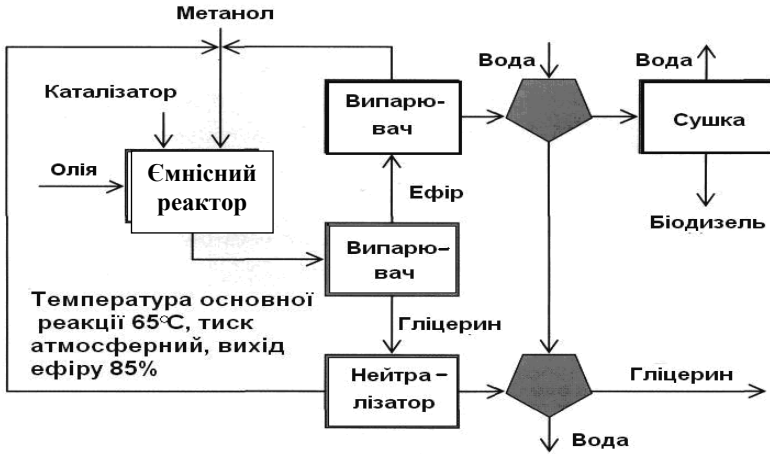 Метанол
Вода
Вода
Каталізатор
Випарю-
вач
Сушка
Олія
Ємнісний
реактор
Ефір
Біодизель
Випарю–
вач
Температура основної
реакції 65°С, тиск
атмосферний, вихід
ефіру 85%
Гліцерин
Нейтра –
лізатор
Гліцерин
Вода